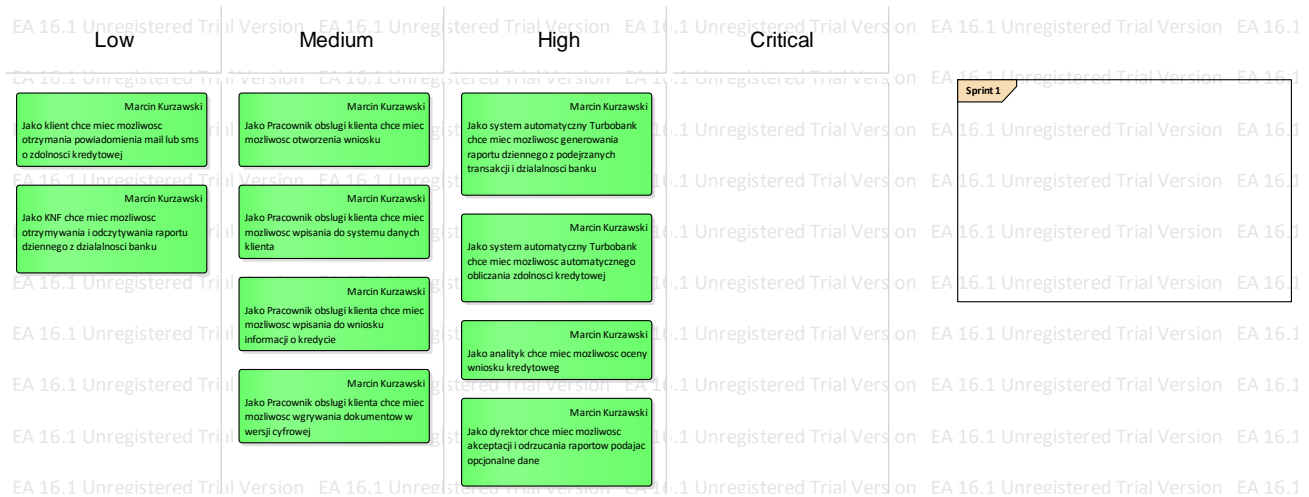 Low
Medium
High
Critical
Marcin Kurzawski
Jako klient chce miec mozliwosc
otrzymania powiadomienia mail lub sms
o zdolnosci kredytowej
Marcin Kurzawski
Jako KNF chce miec mozliwosc
otrzymywania i odczytywania raportu
dziennego z dzialalnosci banku
Marcin Kurzawski
Jako Pracownik obslugi klienta chce miec
mozliwosc otworzenia wniosku
Marcin Kurzawski
Jako Pracownik obslugi klienta chce miec
mozliwosc wpisania do systemu danych
klienta
Marcin Kurzawski
Jako Pracownik obslugi klienta chce miec
mozliwosc wpisania do wniosku
informacji o kredycie
Marcin Kurzawski
Jako Pracownik obslugi klienta chce miec
mozliwosc wgrywania dokumentow w
wersji cyfrowej
Marcin Kurzawski
Jako system automatyczny Turbobank
chce miec mozliwosc generowania
raportu dziennego z podejrzanych
transakcji i dzialalnosci banku
Marcin Kurzawski
Jako system automatyczny Turbobank
chce miec mozliwosc automatycznego
obliczania zdolnosci kredytowej
Marcin Kurzawski
Jako analityk chce miec mozliwosc oceny
wniosku kredytoweg
Marcin Kurzawski
Jako dyrektor chce miec mozliwosc
akceptacji i odrzucania raportow podajac
opcjonalne dane
Sprint 1
EA 16.1 Unregistered Trial Version